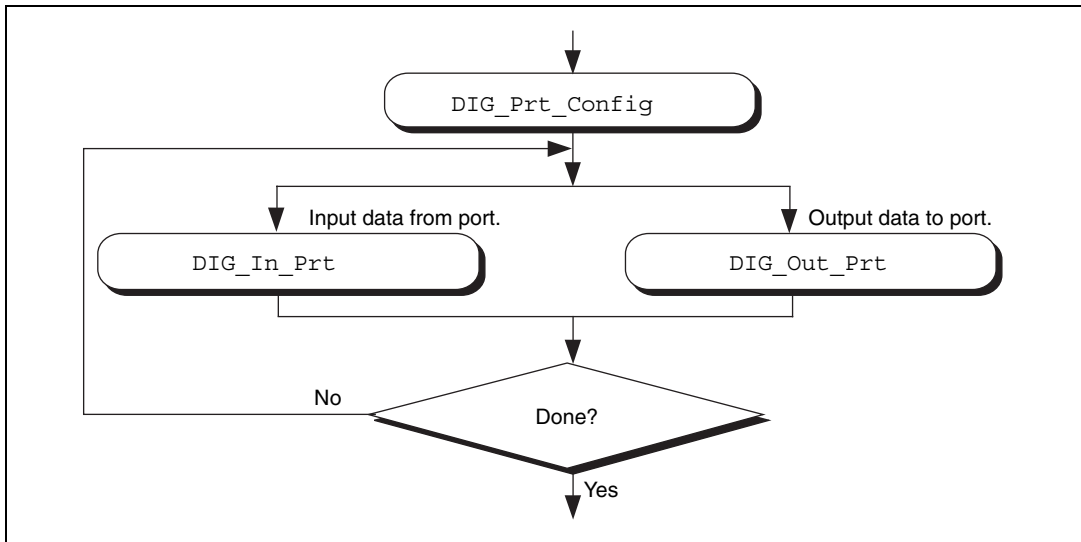 DIG_Prt_Config
Input data from port.
Output data to port.
DIG_In_Prt
DIG_Out_Prt
No
Done?
Yes